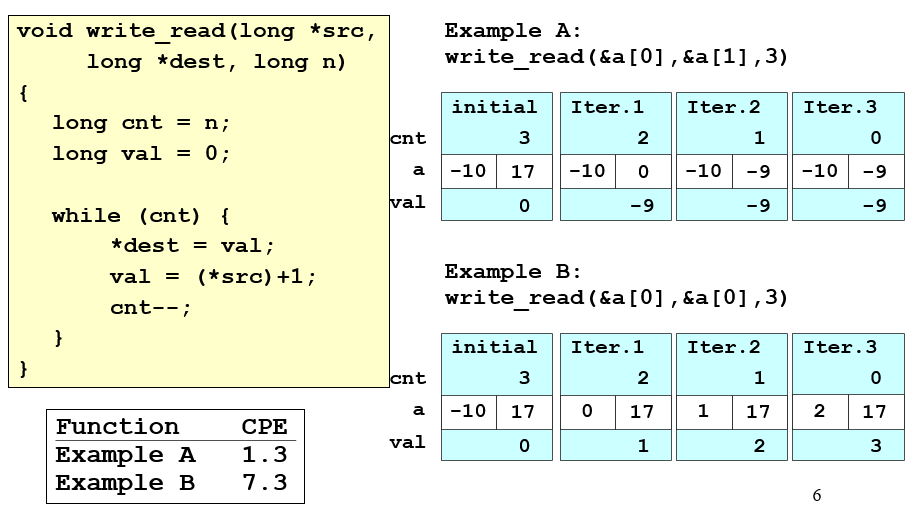 void write_read(long *src,
long *dest, long n)
{
long cnt = n;
long val = 0;
while (cnt) {
*dest = val;
val = (*src)+1;
cnt--;
}
}
Function CPE
Example A 1.3
Example B 7.3
Example A:
write_read(&a[0],&a[1],3)
initial Iter.1 Iter.2 Iter.3
cnt 3 2 1 0
a -10 17 -10 0 -10 -9 -10 -9
val 0 -9 -9 -9
Example B:
write_read(&a[0],&a[0],3)
initial Iter.1 Iter.2 Iter.3
cnt 3 2 1 0
a -10 17 0 17 1 17 2 17
val 0 1 2 3
6